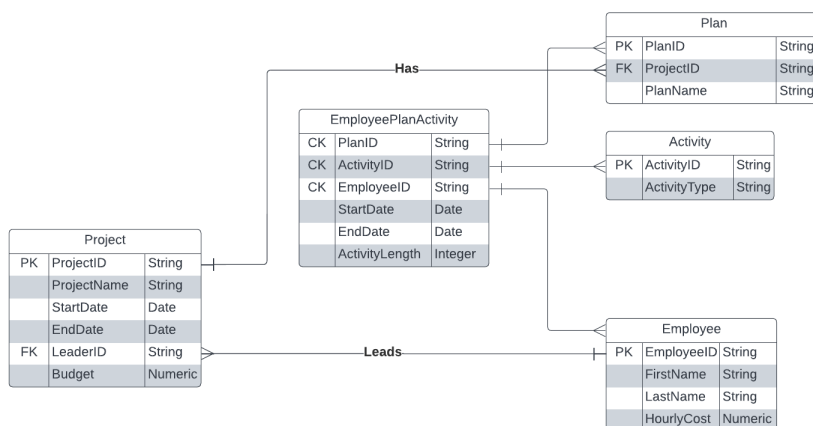 Plan
PK PlanID String
FK ProjectID String
PlanName String
Has
EmployeePlanActivity
CK PlanID String
CK ActivityID String
CK EmployeeID String
StartDate Date
EndDate Date
ActivityLength Integer
Activity
PK ActivityID String
ActivityType String
Project
PK ProjectID String
ProjectName String
StartDate Date
EndDate Date
FK LeaderID String
Budget Numeric
Leads
Employee
PK EmployeeID String
FirstName String
LastName String
HourlyCost Numeric